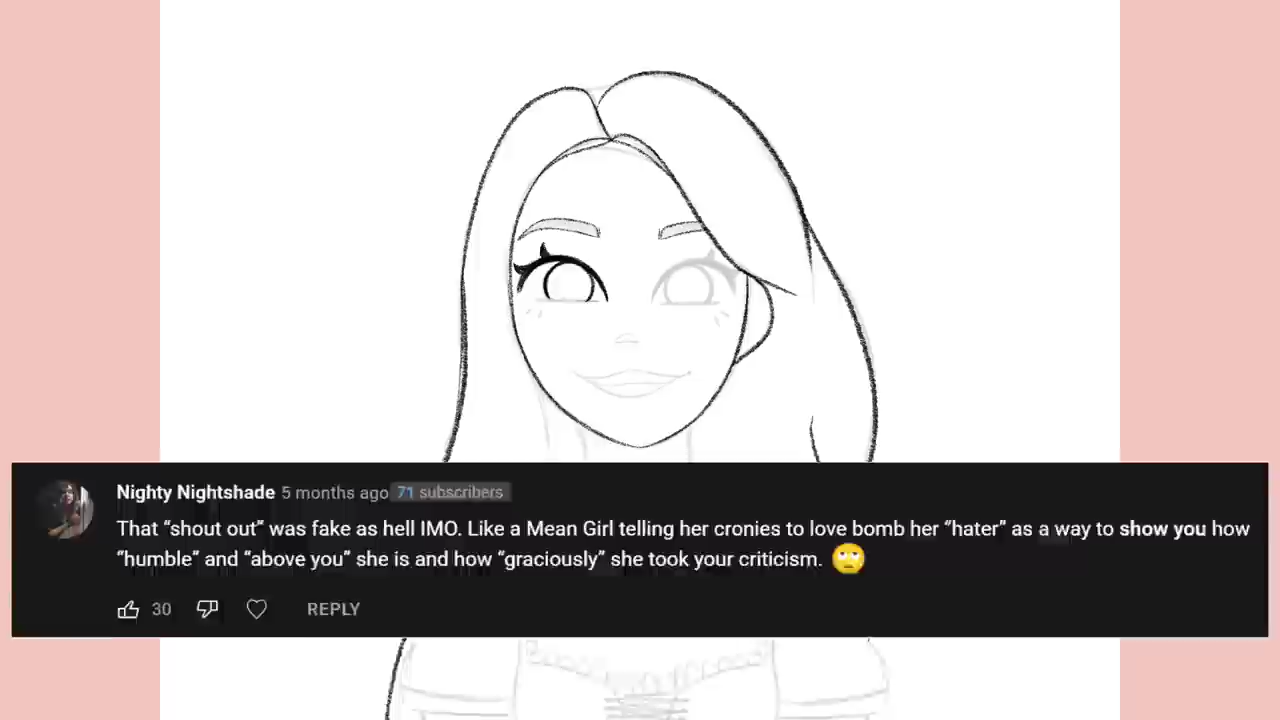 Nighty Nightshade 5 months ago 71 subscribers
That “shout out” was fake as hell IMO. Like a Mean Girl telling her cronies to love bomb her “hater” as a way to show you how
“humble” and “above you” she is and how “graciously” she took your criticism. 🙄
30 REPLY